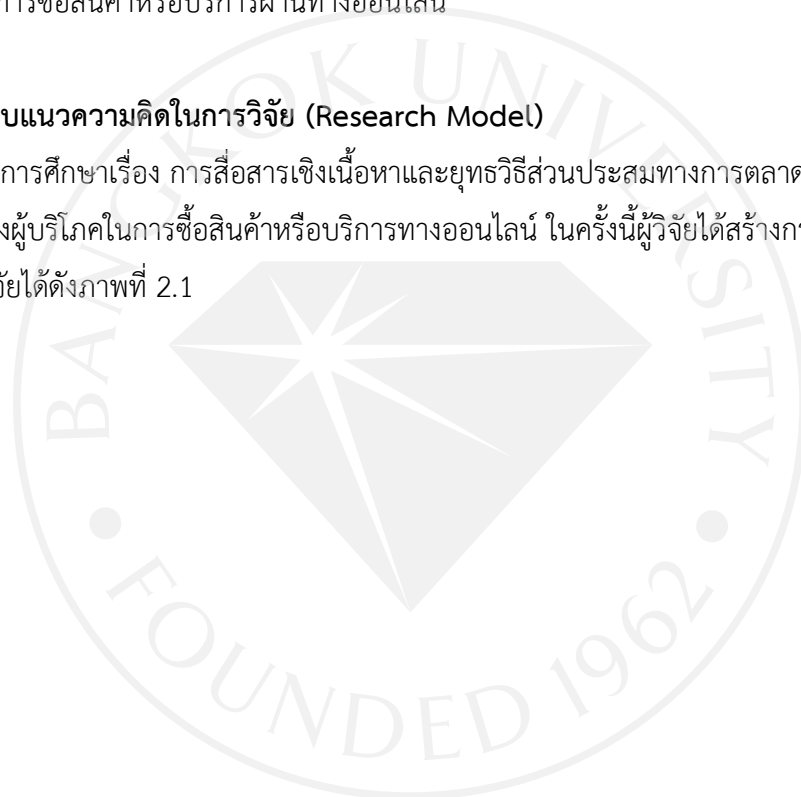 การซื้อสินค้าหรือบริการผ่านทางออนไลน์
บแนวความคิดในการวิจัย (Research Model)
การศึกษาเรื่อง การสื่อสารเชิงเนื้อหาและยุทธวิธีส่วนประสมทางการตลาด
งผู้บริโภคในการซื้อสินค้าหรือบริการทางออนไลน์ ในครั้งนี้ผู้วิจัยได้สร้างกร
จัยได้ดังภาพที่ 2.1
BANGKOK UNIVERSITY
FOUNDED 1962